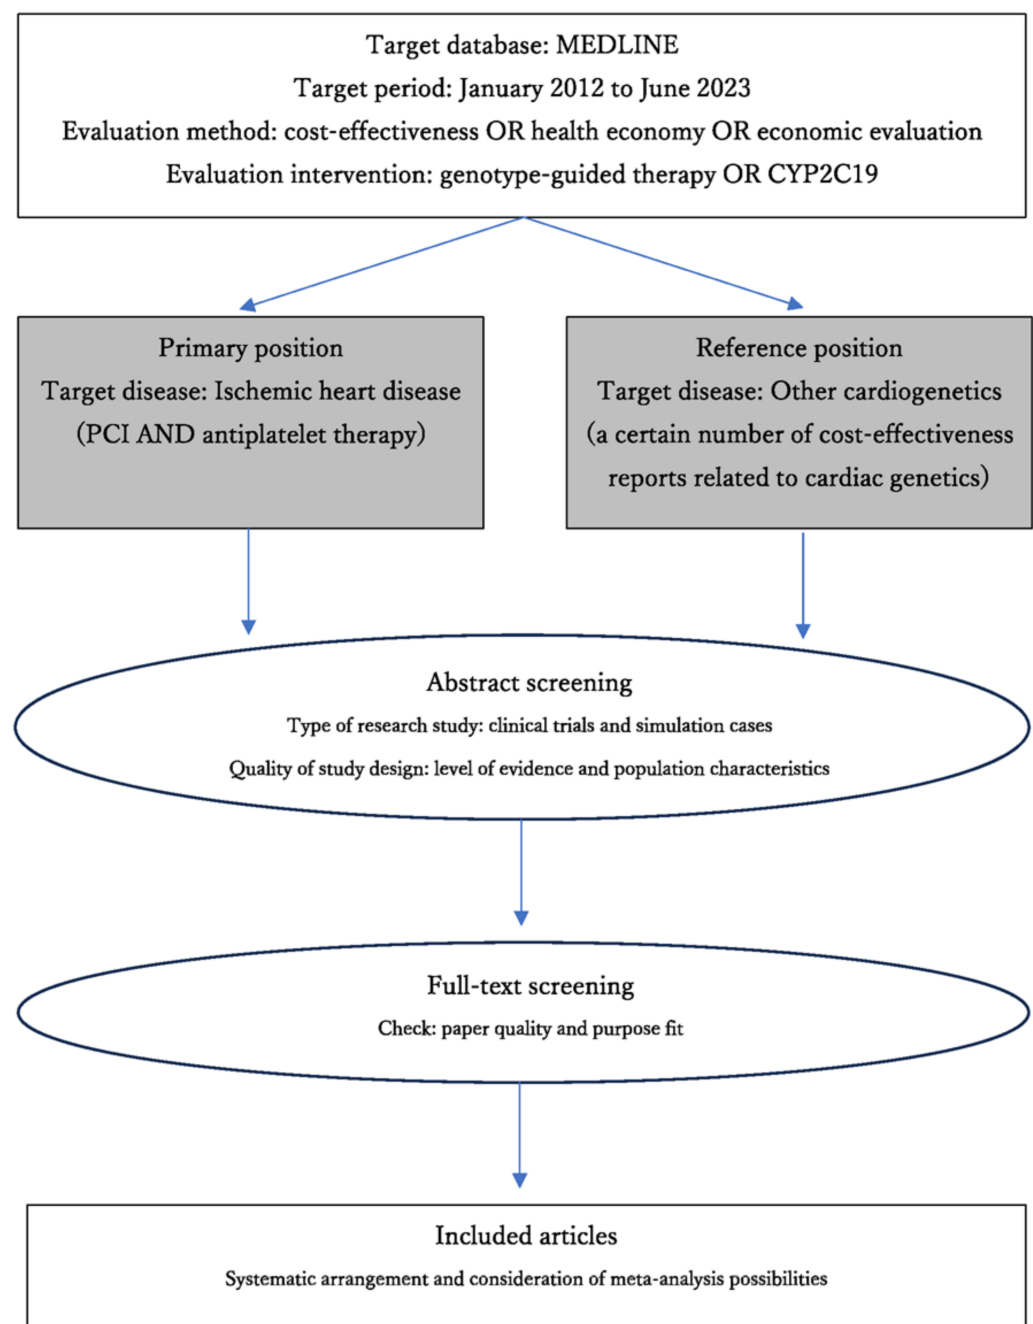 Target database: MEDLINE
Target period: January 2012 to June 2023
Evaluation method: cost-effectiveness OR health economy OR economic evaluation
Evaluation intervention: genotype-guided therapy OR CYP2C19
Primary position
Target disease: Ischemic heart disease
(PCI AND antiplatelet therapy)
Reference position
Target disease: Other cardiogenetics
(a certain number of cost-effectiveness
reports related to cardiac genetics)
Abstract screening
Type of research study: clinical trials and simulation cases
Quality of study design: level of evidence and population characteristics
Full-text screening
Check: paper quality and purpose fit
Included articles
Systematic arrangement and consideration of meta-analysis possibilities